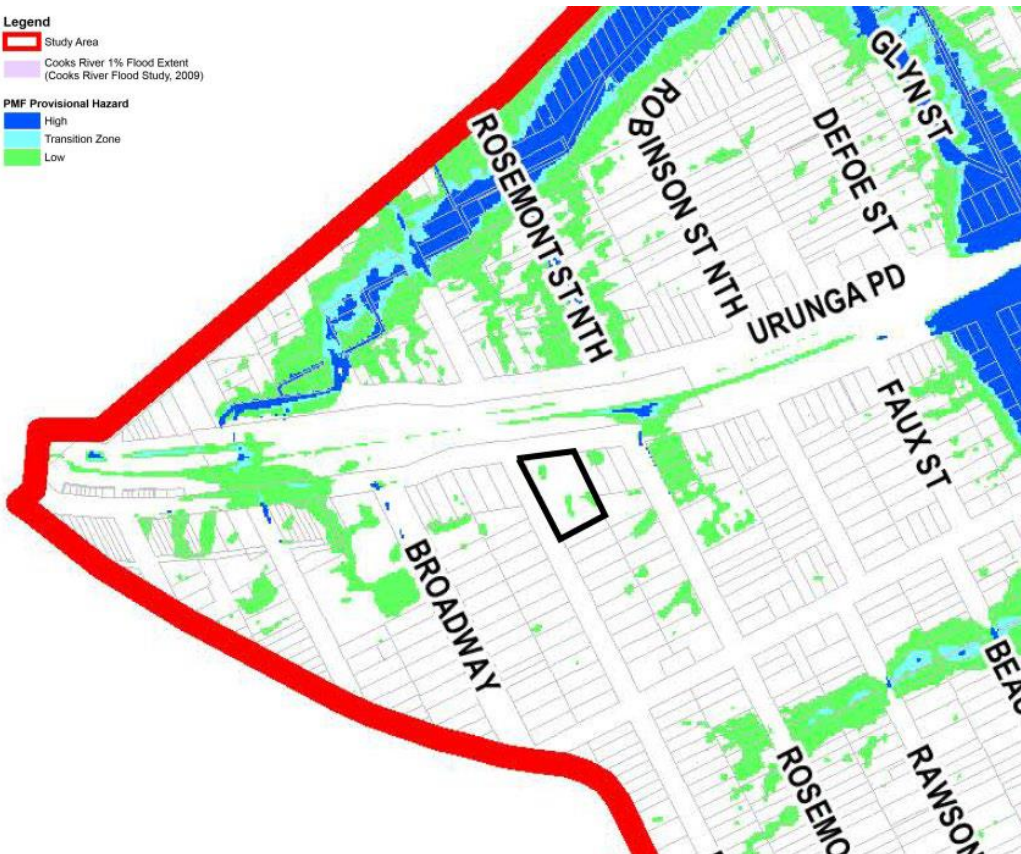 Legend
Study Area
Cooks River 1% Flood Extent
(Cooks River Flood Study, 2009)
PMF Provisional Hazard
High
Transition Zone
Low
GLYN ST
ROBINSON ST NTH
DEFOE ST
ROSEMONT ST NTH
URUNGA PD
FAUX ST
BROADWAY
BEAU
ROSEMO
RAWSON